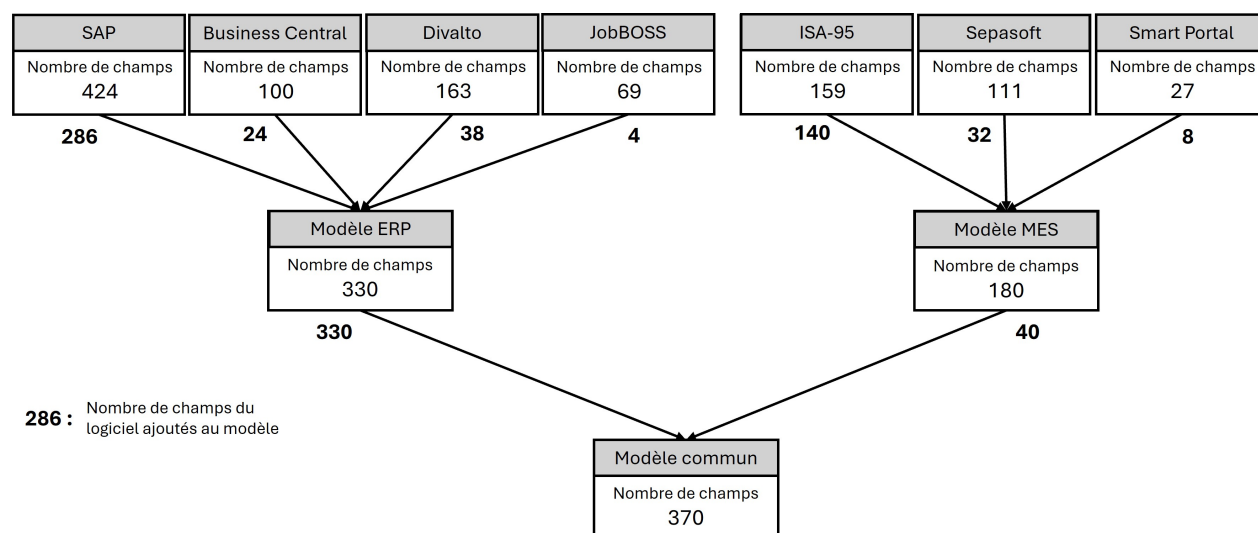 SAP
Business Central
Divalto
JobBOSS
ISA-95
Sepasoft
Smart Portal
Nombre de champs
424
Nombre de champs
100
Nombre de champs
163
Nombre de champs
69
Nombre de champs
159
Nombre de champs
111
Nombre de champs
27
286
24
38
4
140
32
8
Modèle ERP
Nombre de champs
330
Modèle MES
Nombre de champs
180
330
40
286 : Nombre de champs du
logiciel ajoutés au modèle
Modèle commun
Nombre de champs
370